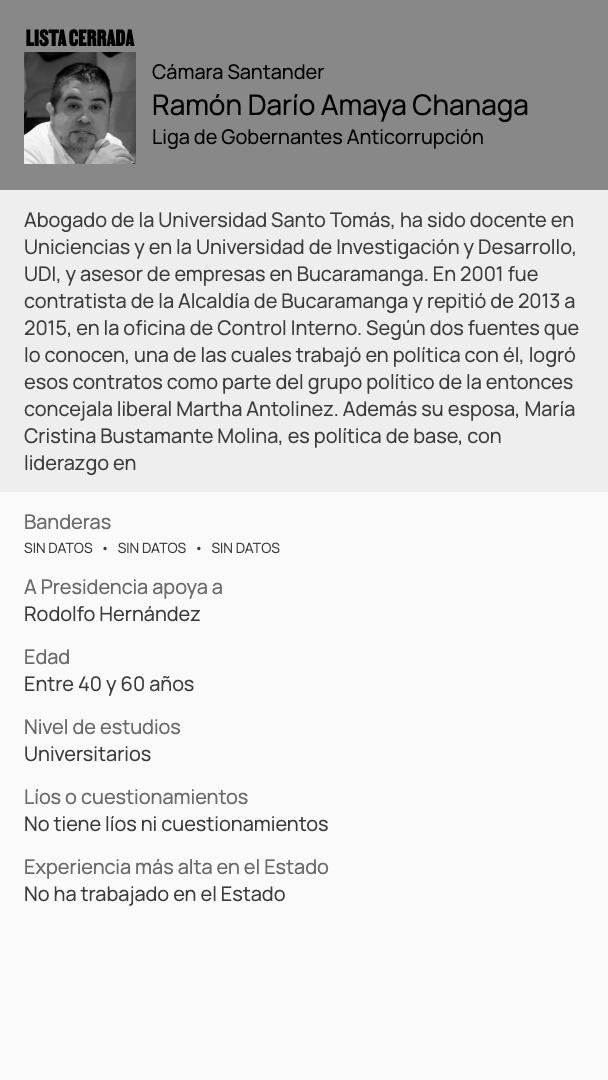 LISTA CERRADA
Cámara Santander
Ramón Darío Amaya Chanaga
Liga de Gobernantes Anticorrupción
Abogado de la Universidad Santo Tomás, ha sido docente en
Uniciencias y en la Universidad de Investigación y Desarrollo,
UDI, y asesor de empresas en Bucaramanga. En 2001 fue
contratista de la Alcaldía de Bucaramanga y repitió de 2013 a
2015, en la oficina de Control Interno. Según dos fuentes que
lo conocen, una de las cuales trabajó en política con él, logró
esos contratos como parte del grupo político de la entonces
concejala liberal Martha Antolinez. Además su esposa, María
Cristina Bustamante Molina, es política de base, con
liderazgo en
Banderas
SIN DATOS • SIN DATOS • SIN DATOS
A Presidencia apoya a
Rodolfo Hernández
Edad
Entre 40 y 60 años
Nivel de estudios
Universitarios
Líos o cuestionamientos
No tiene líos ni cuestionamientos
Experiencia más alta en el Estado
No ha trabajado en el Estado